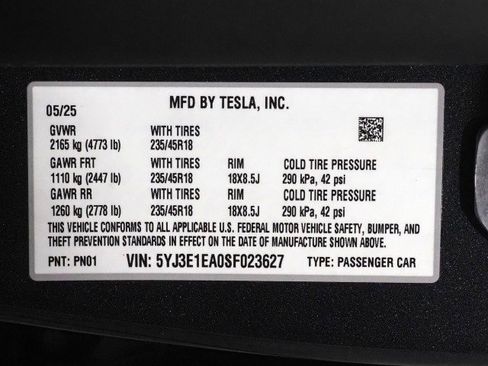 MFD BY TESLA, INC.
05/25
GVWR WITH TIRES
2165 kg (4773 lb) 235/45R18
GAWR FRT WITH TIRES RIM COLD TIRE PRESSURE
1110 kg (2447 lb) 235/45R18 18X8.5J 290 kPa, 42 psi
GAWR RR WITH TIRES RIM COLD TIRE PRESSURE
1260 kg (2778 lb) 235/45R18 18X8.5J 290 kPa, 42 psi
THIS VEHICLE CONFORMS TO ALL APPLICABLE U.S. FEDERAL MOTOR VEHICLE SAFETY, BUMPER, AND
THEFT PREVENTION STANDARDS IN EFFECT ON THE DATE OF MANUFACTURE SHOWN ABOVE.
PNT: PN01 VIN: 5YJ3E1EA0SF023627 TYPE: PASSENGER CAR